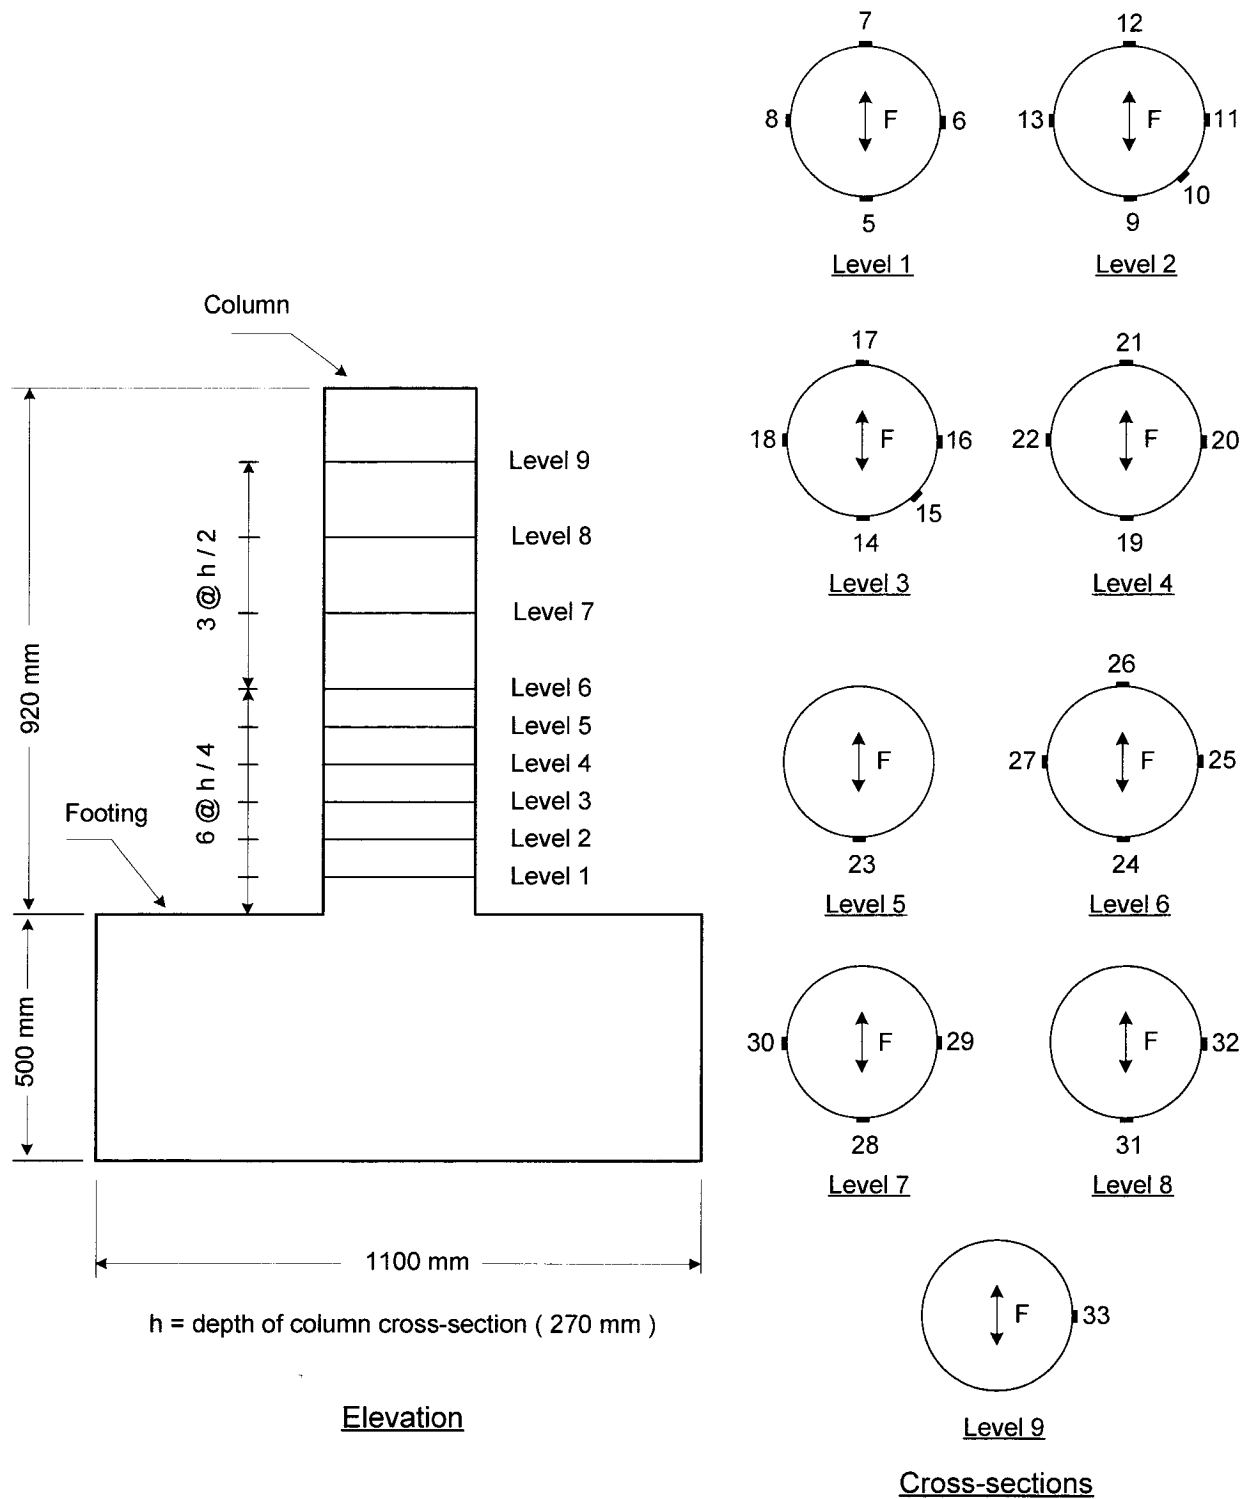 Column
Level 9
Level 8
Level 7
Level 6
Level 5
Level 4
Level 3
Level 2
Level 1
3 @ h / 2
6 @ h / 4
920 mm
Footing
500 mm
1100 mm
h = depth of column cross-section ( 270 mm )
Elevation
7
8
F
6
5
Level 1
12
13
F
11
10
9
Level 2
17
18
F
16
15
14
Level 3
21
22
F
20
19
Level 4
F
23
Level 5
26
27
F
25
24
Level 6
30
F
29
28
Level 7
F
32
31
Level 8
F
33
Level 9
Cross-sections